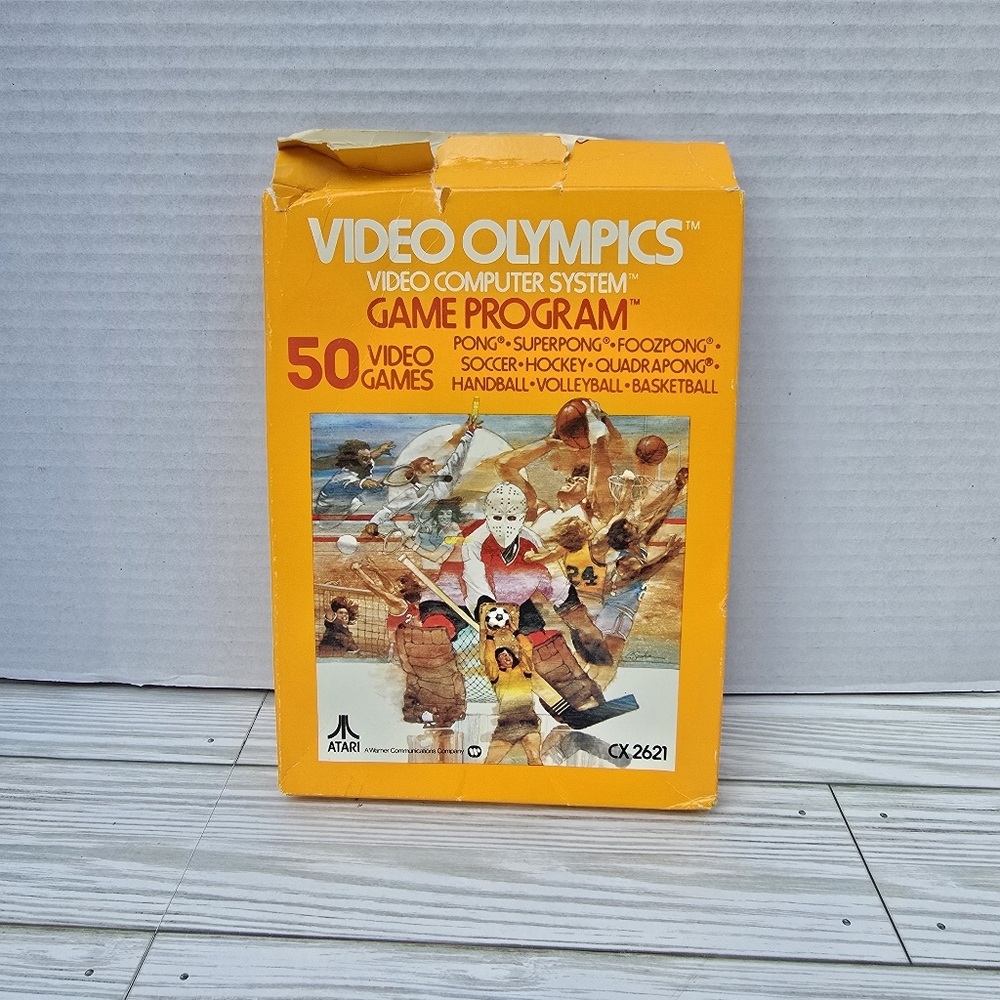 VIDEO OLYMPICS™
VIDEO COMPUTER SYSTEM™
GAME PROGRAM™
50 VIDEO GAMES
PONG®•SUPERPONG®•FOOZPONG®•
SOCCER•HOCKEY•QUADRAPONG®•
HANDBALL•VOLLEYBALL•BASKETBALL
24
ATARI
A Warner Communications Company
CX 2621